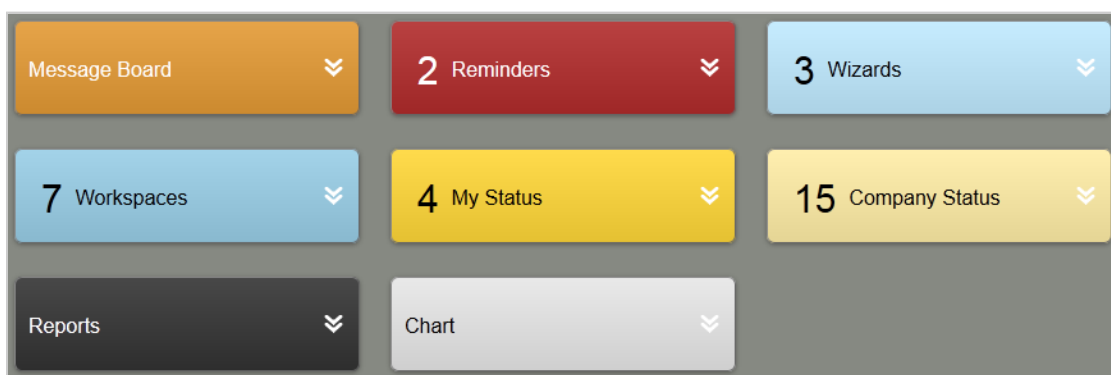 Message Board
2 Reminders
3 Wizards
7 Workspaces
4 My Status
15 Company Status
Reports
Chart